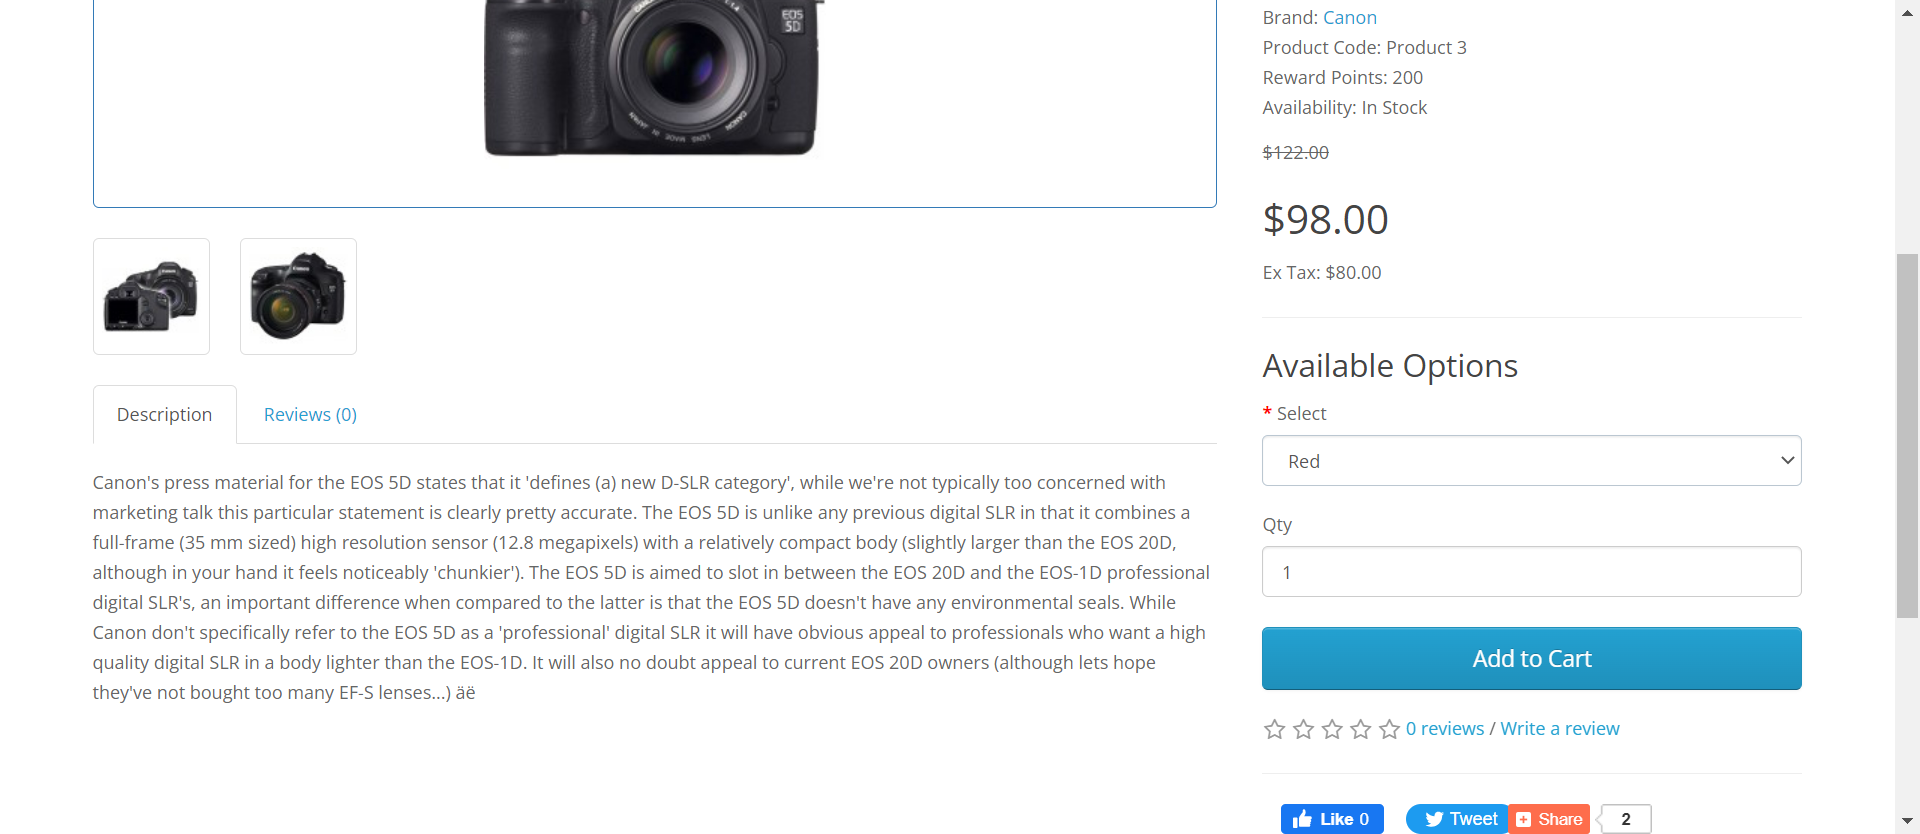 EOS
5D
CANON LENS MADE IN JAPAN
Brand: Canon
Product Code: Product 3
Reward Points: 200
Availability: In Stock
$122.00
$98.00
Ex Tax: $80.00
Available Options
* Select
Red
Qty
1
Add to Cart
0 reviews / Write a review
Like 0
Tweet
Share
2
Description
Reviews (0)
Canon's press material for the EOS 5D states that it 'defines (a) new D-SLR category', while we're not typically too concerned with
marketing talk this particular statement is clearly pretty accurate. The EOS 5D is unlike any previous digital SLR in that it combines a
full-frame (35 mm sized) high resolution sensor (12.8 megapixels) with a relatively compact body (slightly larger than the EOS 20D,
although in your hand it feels noticeably 'chunkier'). The EOS 5D is aimed to slot in between the EOS 20D and the EOS-1D professional
digital SLR's, an important difference when compared to the latter is that the EOS 5D doesn't have any environmental seals. While
Canon don't specifically refer to the EOS 5D as a 'professional' digital SLR it will have obvious appeal to professionals who want a high
quality digital SLR in a body lighter than the EOS-1D. It will also no doubt appeal to current EOS 20D owners (although lets hope
they've not bought too many EF-S lenses...) äë